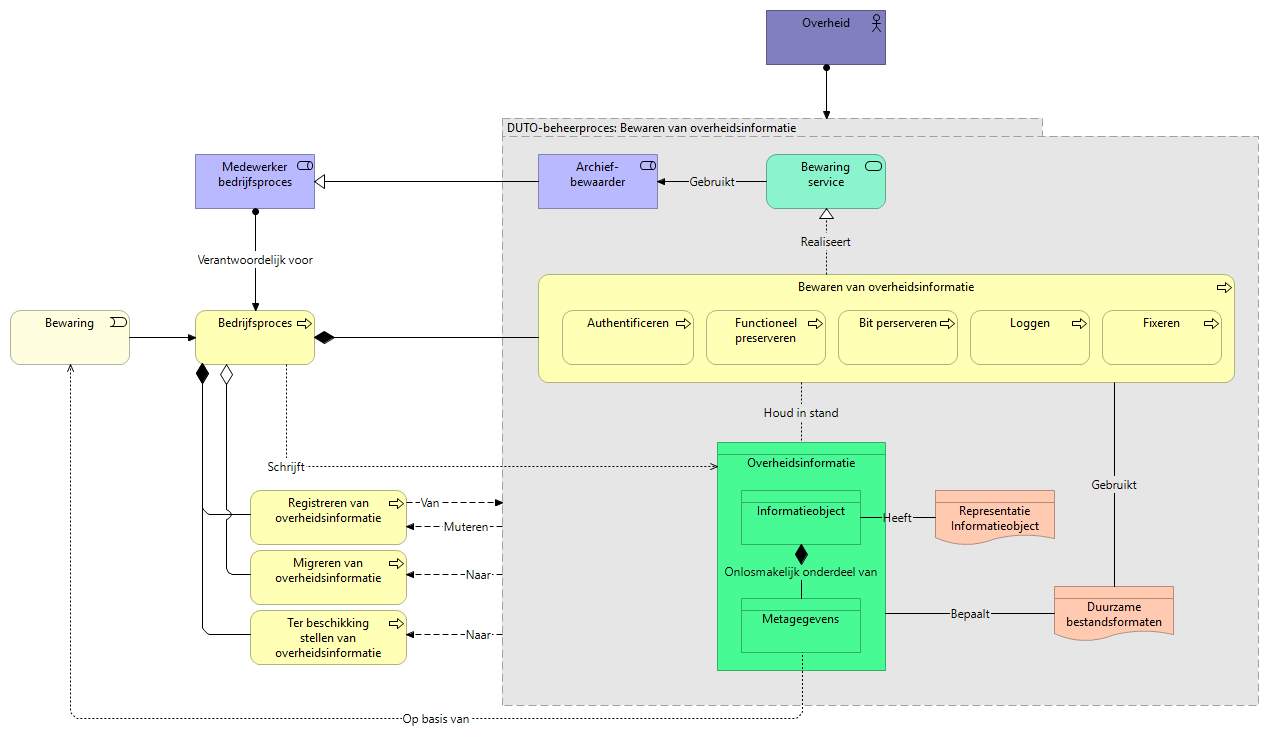 Overheid
DUTO-beheerproces: Bewaren van overheidsinformatie
Medewerker
bedrijfsproces
Archief-
bewaarder
Gebruikt
Bewaring
service
Realiseert
Verantwoordelijk voor
Bewaren van overheidsinformatie
Bewaring
Bedrijfsproces
Authentificeren
Functioneel
preserveren
Bit perserveren
Loggen
Fixeren
Houd in stand
Schrijft
Overheidsinformatie
Gebruikt
Registreren van
overheidsinformatie
Van
Muteren
Informatieobject
Heeft
Representatie
Informatieobject
Migreren van
overheidsinformatie
Naar
Onlosmakelijk onderdeel van
Ter beschikking
stellen van
overheidsinformatie
Naar
Metagegevens
Bepaalt
Duurzame
bestandsformaten
Op basis van